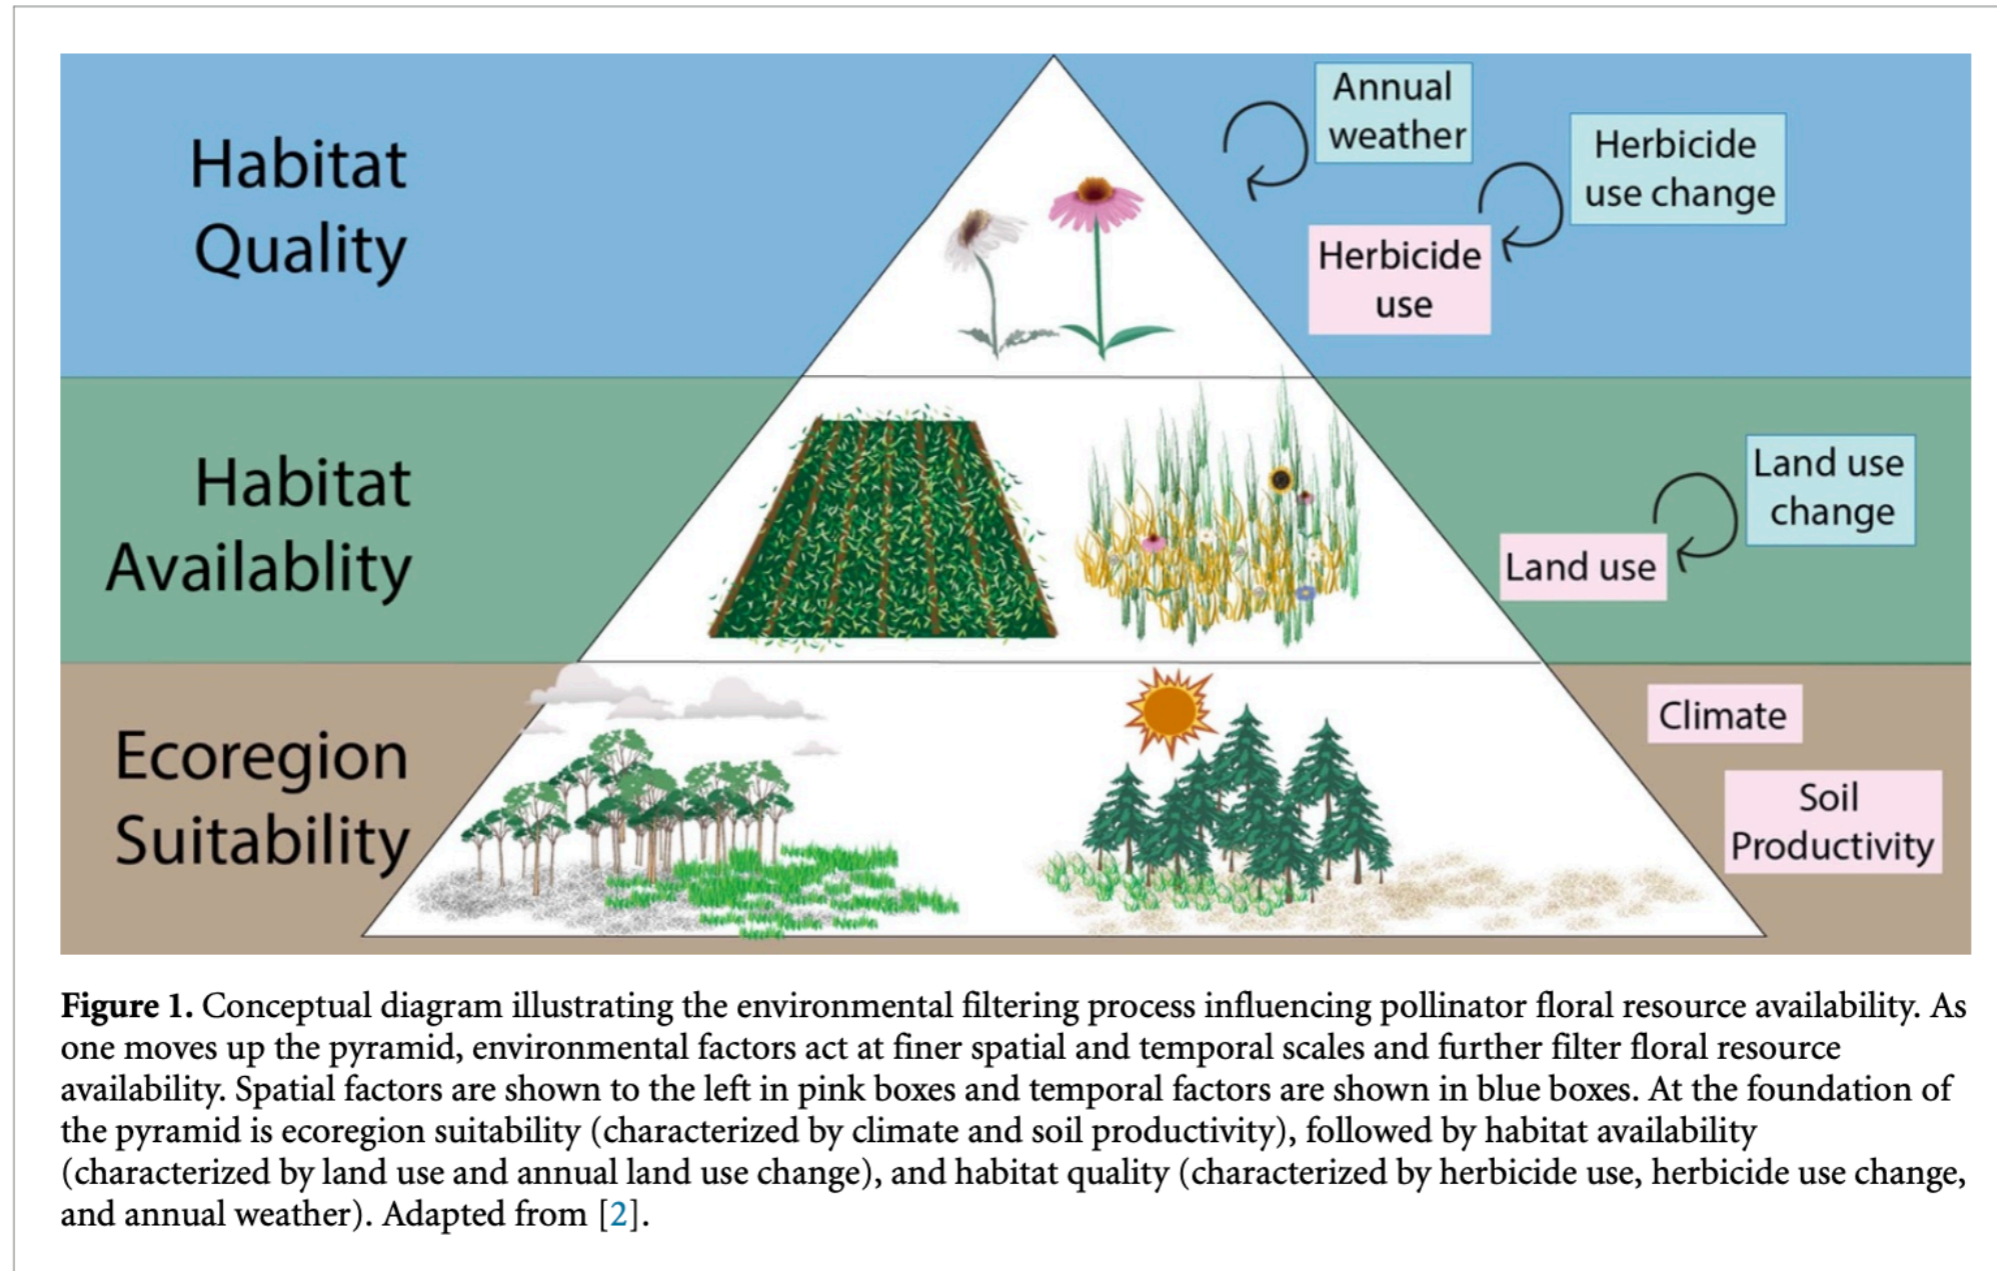 Habitat
Quality
Annual
weather
Herbicide
use change
Herbicide
use
Habitat
Availablity
Land use
change
Land use
Ecoregion
Suitability
Climate
Soil
Productivity
Figure 1. Conceptual diagram illustrating the environmental filtering process influencing pollinator floral resource availability. As
one moves up the pyramid, environmental factors act at finer spatial and temporal scales and further filter floral resource
availability. Spatial factors are shown to the left in pink boxes and temporal factors are shown in blue boxes. At the foundation of
the pyramid is ecoregion suitability (characterized by climate and soil productivity), followed by habitat availability
(characterized by land use and annual land use change), and habitat quality (characterized by herbicide use, herbicide use change,
and annual weather). Adapted from [2].